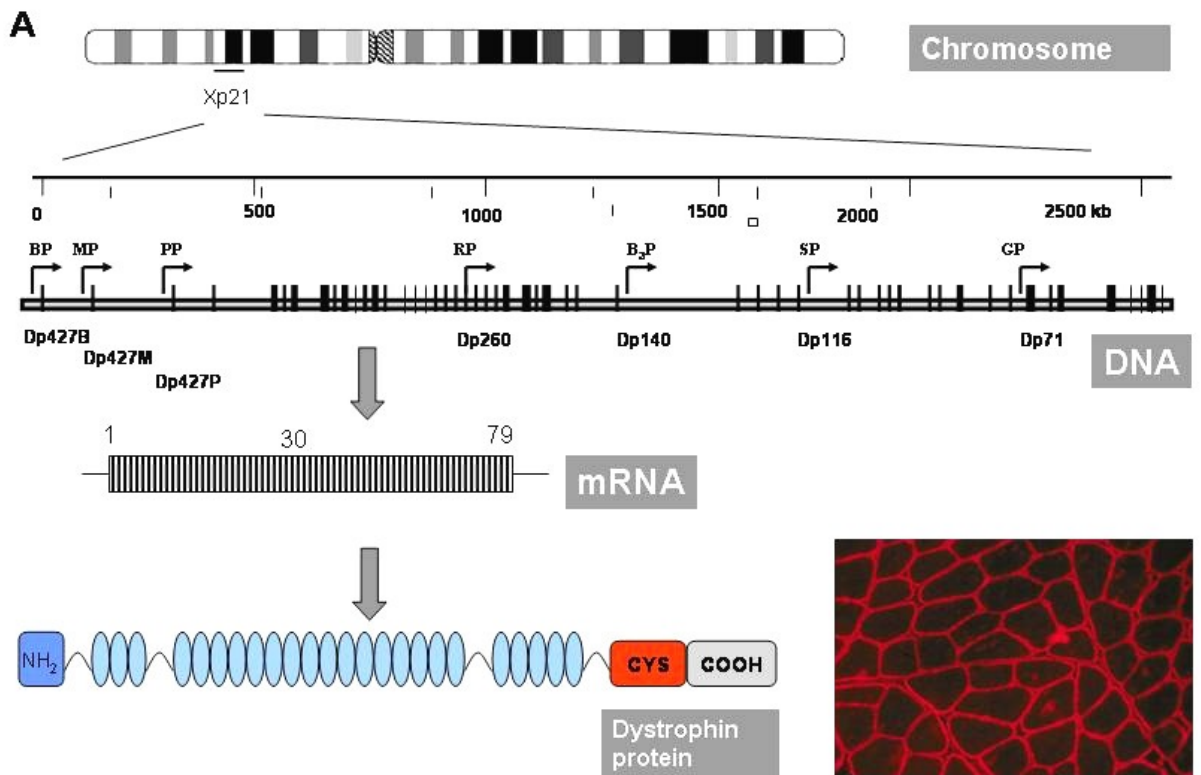 A
Chromosome
Xp21
0 500 1000 1500 2000 2500 kb
BP MP PP RP B₃P SP GP
Dp427B Dp260 Dp140 Dp116 Dp71
Dp427M
Dp427P
DNA
1 30 79
mRNA
NH₂ CYS COOH
Dystrophin
protein